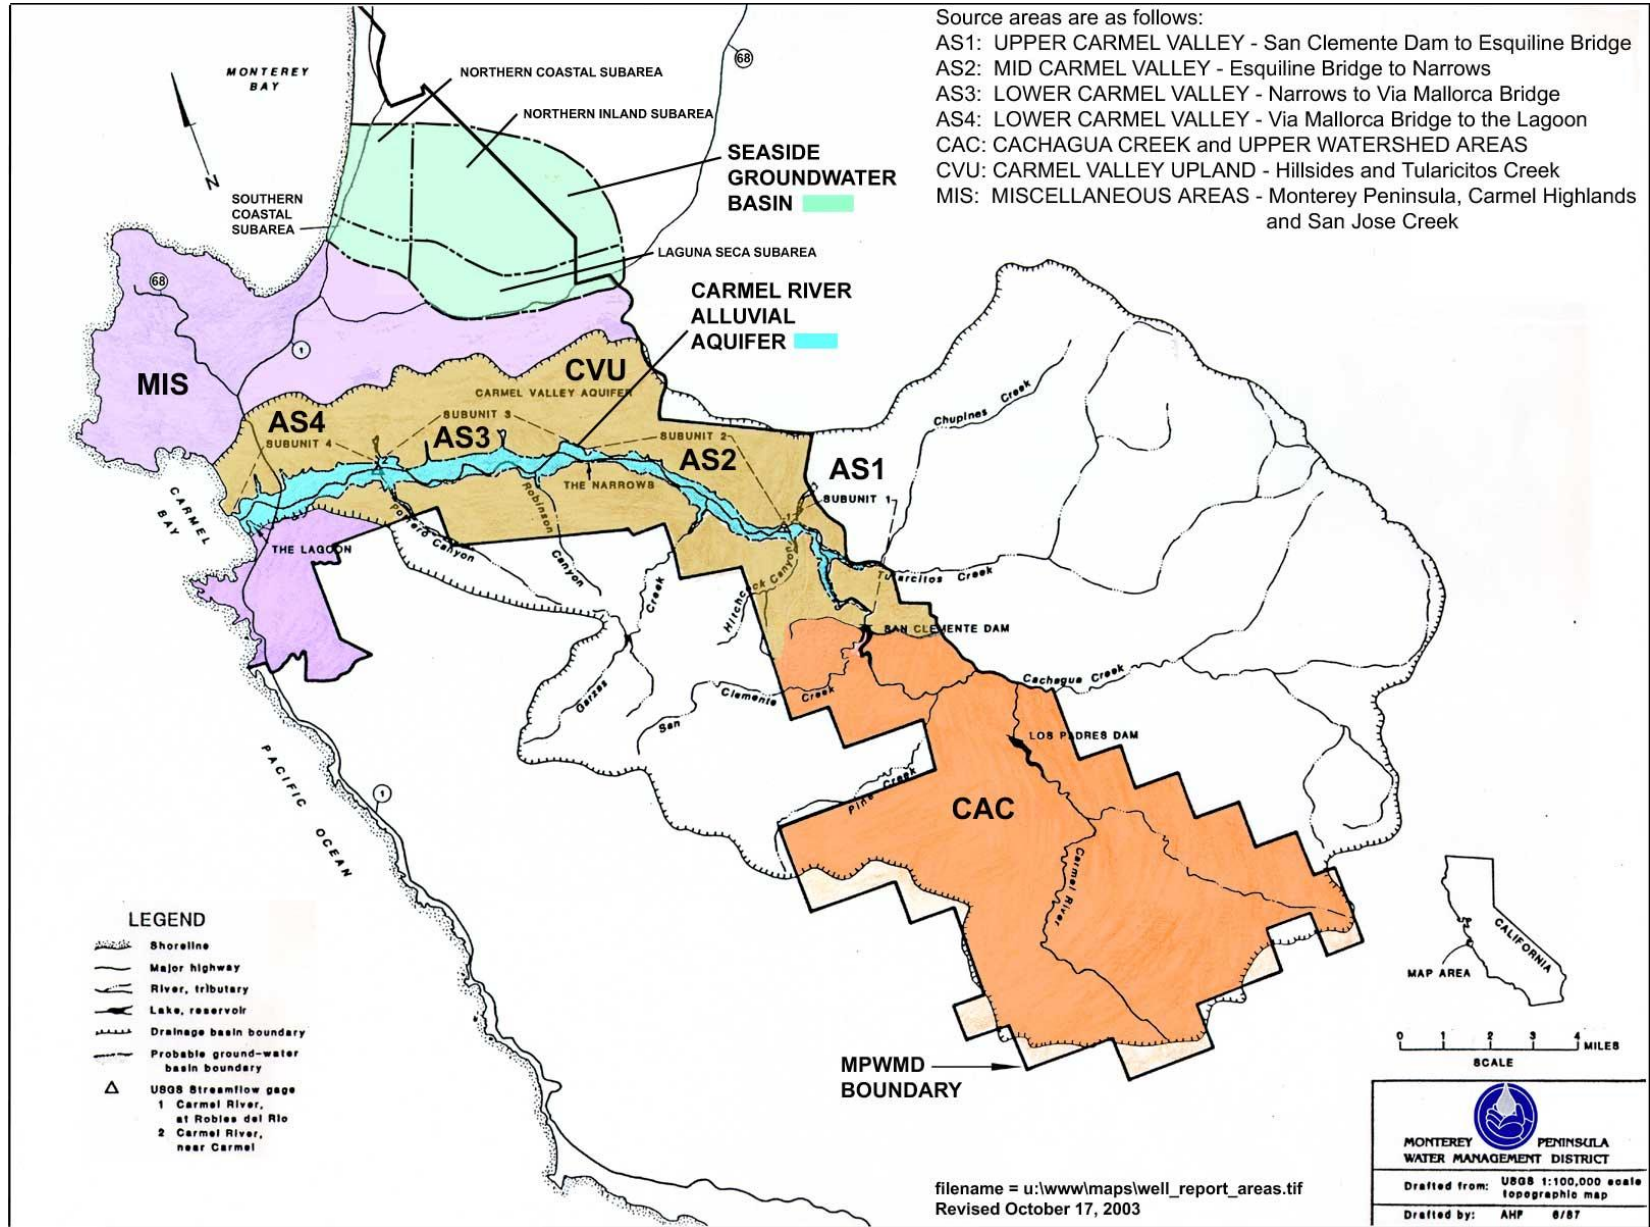 Source areas are as follows:
AS1: UPPER CARMEL VALLEY - San Clemente Dam to Esquiline Bridge
AS2: MID CARMEL VALLEY - Esquiline Bridge to Narrows
AS3: LOWER CARMEL VALLEY - Narrows to Via Mallorca Bridge
AS4: LOWER CARMEL VALLEY - Via Mallorca Bridge to the Lagoon
CAC: CACHAGUA CREEK and UPPER WATERSHED AREAS
CVU: CARMEL VALLEY UPLAND - Hillsides and Tularicitos Creek
MIS: MISCELLANEOUS AREAS - Monterey Peninsula, Carmel Highlands
and San Jose Creek
68
MONTEREY
BAY
N
NORTHERN COASTAL SUBAREA
NORTHERN INLAND SUBAREA
SEASIDE
GROUNDWATER
BASIN
SOUTHERN
COASTAL
SUBAREA
LAGUNA SECA SUBAREA
68
CARMEL RIVER
ALLUVIAL
AQUIFER
1
MIS
CVU
CARMEL VALLEY AQUIFER
AS4
SUBUNIT 4
SUBUNIT 3
AS3
SUBUNIT 2
AS2
AS1
SUBUNIT 1
THE NARROWS
Chupines Creek
CARMEL
BAY
THE LAGOON
Potrero Canyon
Robinson Canyon
1
Hitchcock Canyon
Tularcitos Creek
Creek
Garzas
SAN CLEMENTE DAM
San Clemente Creek
Cachagua Creek
LOS PADRES DAM
Pine Creek
CAC
Carmel River
PACIFIC OCEAN
1
MPWMD
BOUNDARY
LEGEND
Shoreline
Major highway
River, tributary
Lake, reservoir
Drainage basin boundary
Probable ground-water
basin boundary
USGS Streamflow gage
1 Carmel River,
at Robles del Rio
2 Carmel River,
near Carmel
CALIFORNIA
MAP AREA
0 1 2 3 4 MILES
SCALE
MONTEREY PENINSULA
WATER MANAGEMENT DISTRICT
Drafted from: USGS 1:100,000 scale
topographic map
Drafted by: AHP 6/87
filename = u:\www\maps\well_report_areas.tif
Revised October 17, 2003